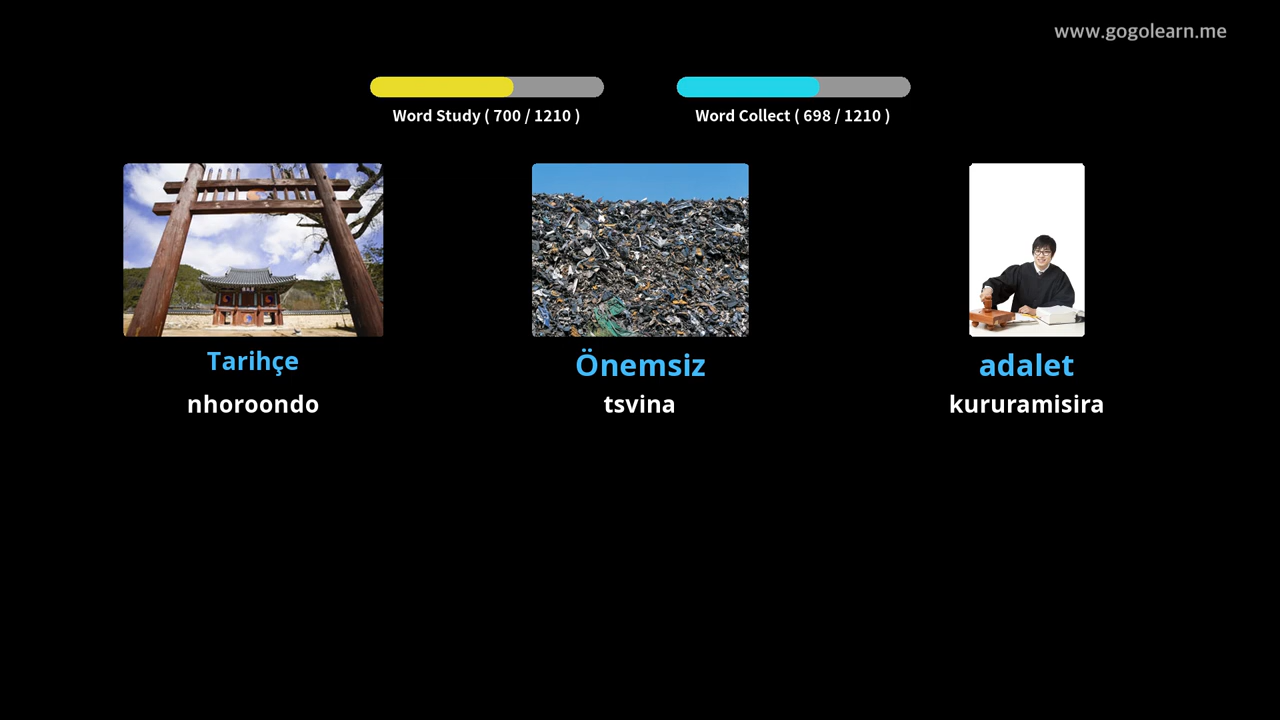 www.gogolearn.me
Word Study ( 700 / 1210 )
Word Collect ( 698 / 1210 )
Tarihçe
nhoroondo
Önemsiz
tsvina
adalet
kururamisira